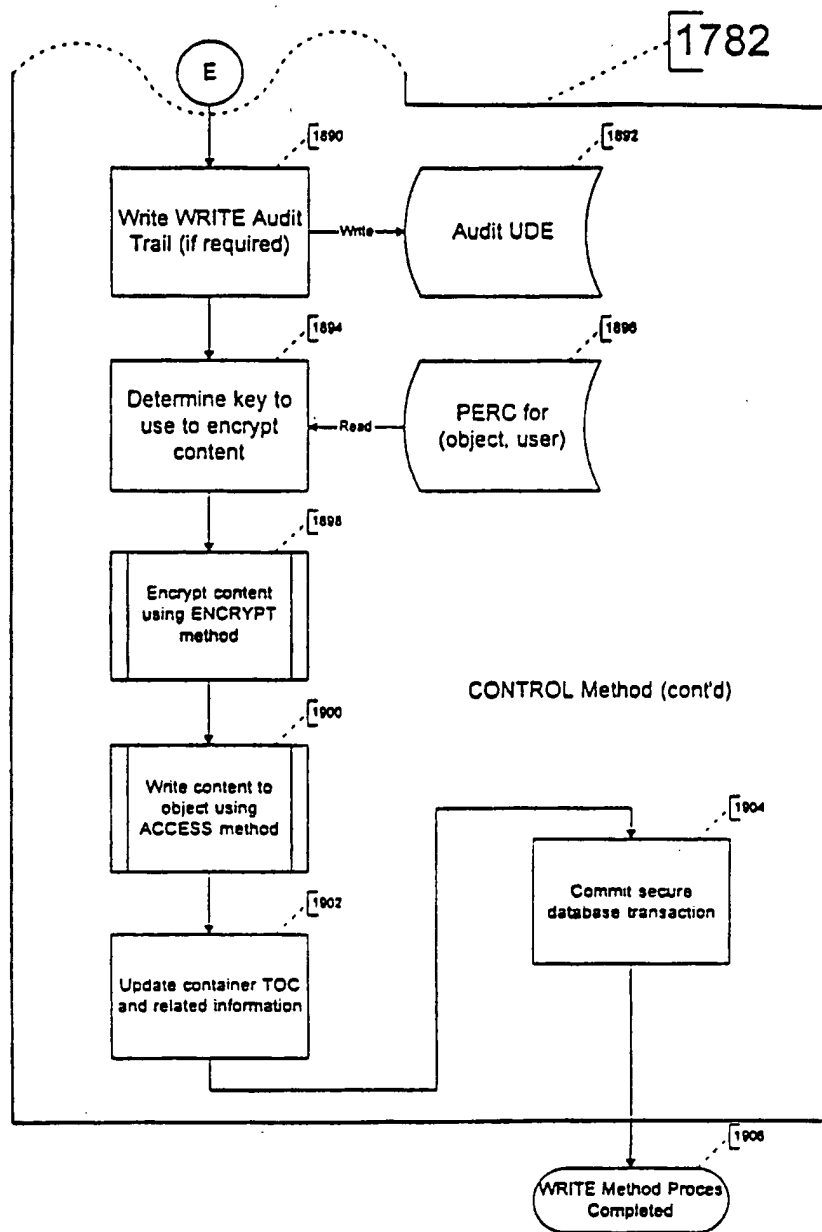 1782
E
1890
Write WRITE Audit
Trail (if required)
Write
1892
Audit UDE
1894
Determine key to
use to encrypt
content
Read
1896
PERC for
(object, user)
1898
Encrypt content
using ENCRYPT
method
CONTROL Method (cont'd)
1900
Write content to
object using
ACCESS method
1904
Commit secure
database transaction
1902
Update container TOC
and related information
1906
WRITE Method Proces
Completed